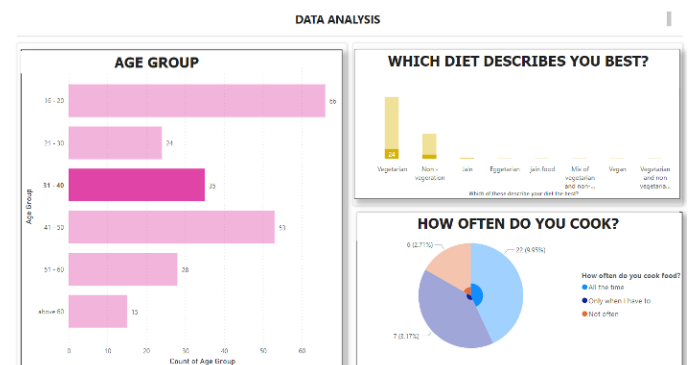 DATA ANALYSIS
AGE GROUP
16 - 20
66
21 - 30
24
31 - 40
35
41 - 50
53
51 - 60
28
above 60
15
Age Group
0 10 20 30 40 50 60
Count of Age Group
WHICH DIET DESCRIBES YOU BEST?
24
Vegetarian
Non -
vegeration
Jain
Eggetarian
Jain food
Mix of
vegetarian
and non-...
Vegan
Vegetarian
and non
vegetaria...
Which of these describe your diet the best?
HOW OFTEN DO YOU COOK?
6 (2.71%)
22 (9.95%)
7 (3.17%)
How often do you cook food?
All the time
Only when I have to
Not often